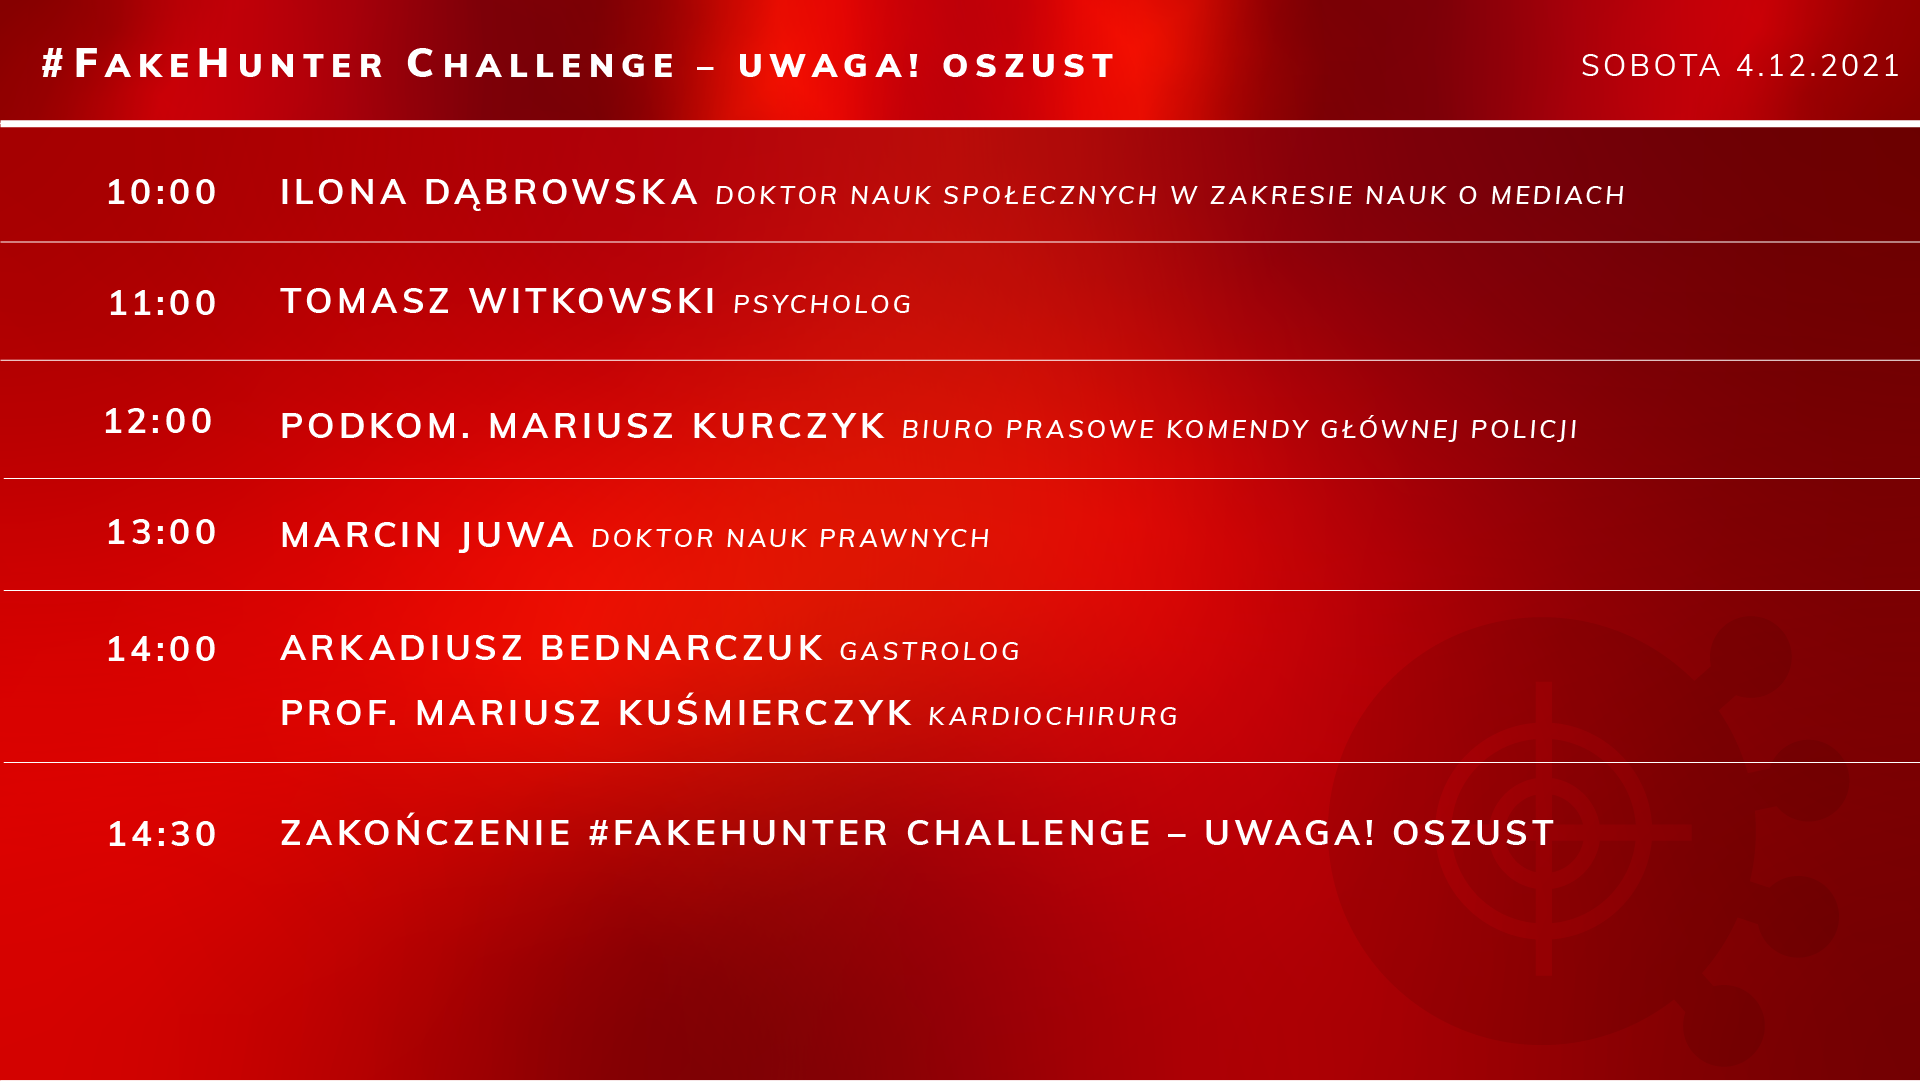 #FAKEHUNTER CHALLENGE – UWAGA! OSZUST
SOBOTA 4.12.2021
10:00 ILONA DĄBROWSKA DOKTOR NAUK SPOŁECZNYCH W ZAKRESIE NAUK O MEDIACH
11:00 TOMASZ WITKOWSKI PSYCHOLOG
12:00 PODKOM. MARIUSZ KURCZYK BIURO PRASOWE KOMENDY GŁÓWNEJ POLICJI
13:00 MARCIN JUWA DOKTOR NAUK PRAWNYCH
14:00 ARKADIUSZ BEDNARCZUK GASTROLOG
PROF. MARIUSZ KUŚMIERCZYK KARDIOCHIRURG
14:30 ZAKOŃCZENIE #FAKEHUNTER CHALLENGE – UWAGA! OSZUST